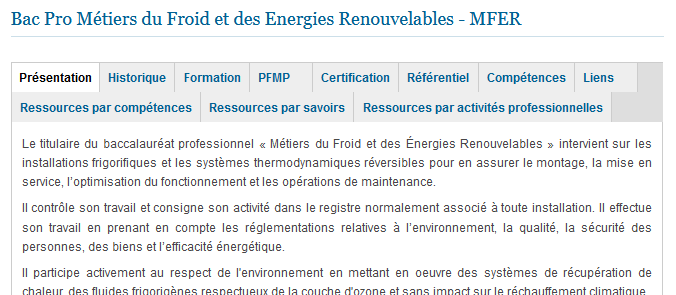 Bac Pro Métiers du Froid et des Energies Renouvelables - MFER
Présentation Historique Formation PFMP Certification Référentiel Compétences Liens
Ressources par compétences Ressources par savoirs Ressources par activités professionnelles
Le titulaire du baccalauréat professionnel « Métiers du Froid et des Énergies Renouvelables » intervient sur les
installations frigorifiques et les systèmes thermodynamiques réversibles pour en assurer le montage, la mise en
service, l'optimisation du fonctionnement et les opérations de maintenance.
Il contrôle son travail et consigne son activité dans le registre normalement associé à toute installation. Il effectue
son travail en prenant en compte les réglementations relatives à l'environnement, la qualité, la sécurité des
personnes, des biens et l'efficacité énergétique.
Il participe activement au respect de l'environnement en mettant en oeuvre des systèmes de récupération de
chaleur, des fluides frigorigènes respectueux de la couche d'ozone et sans impact sur le réchauffement climatique